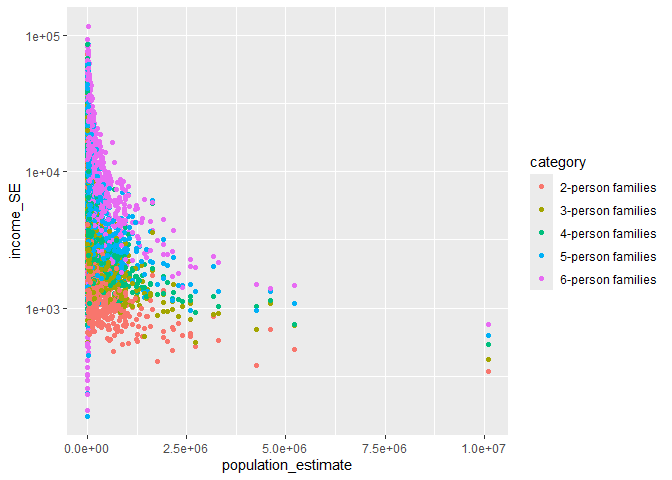 1e+05
1e+04
1e+03
income_SE
0.0e+00 2.5e+06 5.0e+06 7.5e+06 1.0e+07
population_estimate
category
2-person families
3-person families
4-person families
5-person families
6-person families